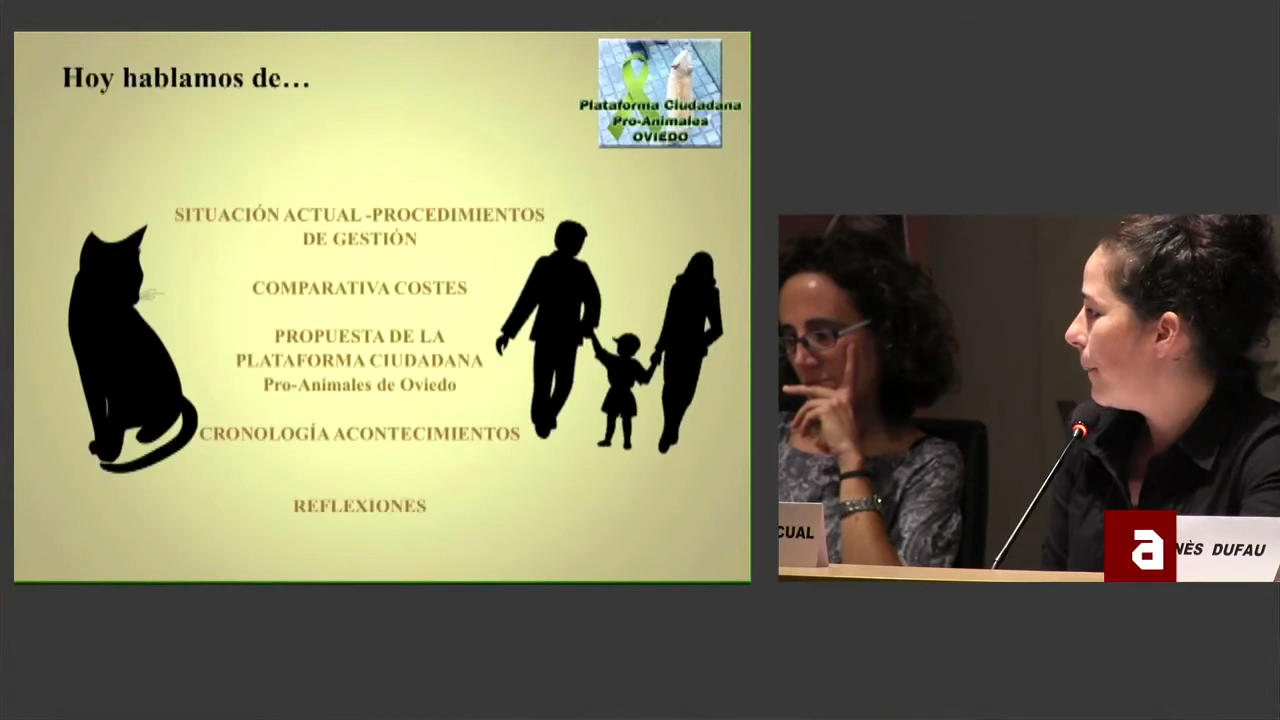 Hoy hablamos de...
Plataforma Ciudadana
Pro-Animales
OVIEDO
SITUACIÓN ACTUAL -PROCEDIMIENTOS
DE GESTIÓN
COMPARATIVA COSTES
PROPUESTA DE LA
PLATAFORMA CIUDADANA
Pro-Animales de Oviedo
CRONOLOGÍA ACONTECIMIENTOS
REFLEXIONES
CUAL
a
NÈS DUFAU